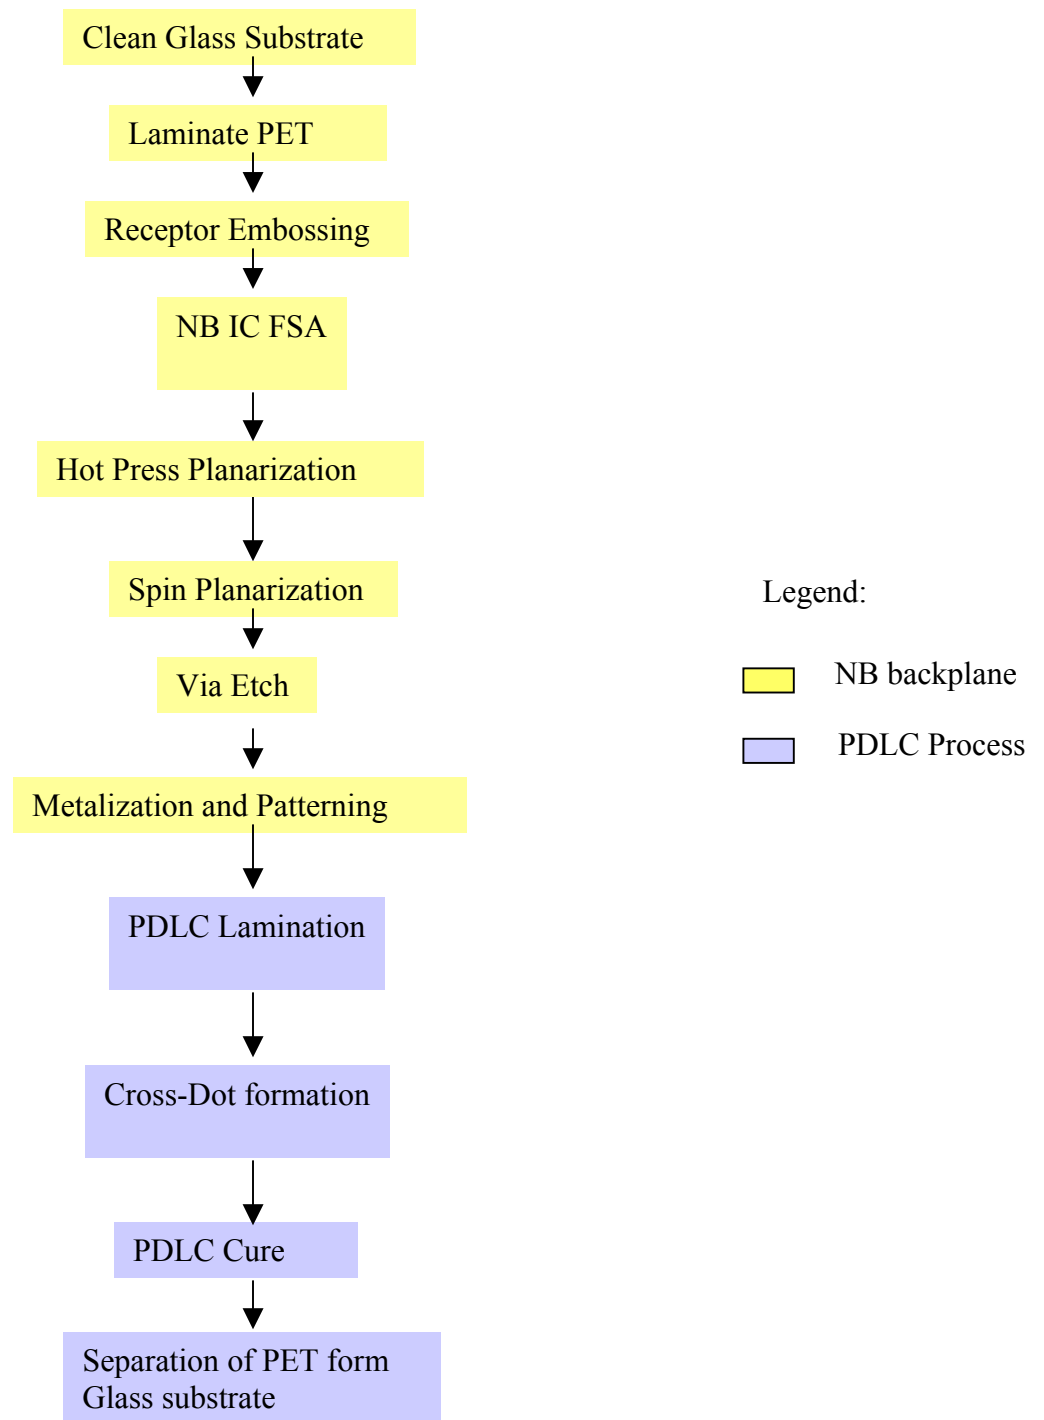 Clean Glass Substrate
Laminate PET
Receptor Embossing
NB IC FSA
Hot Press Planarization
Spin Planarization
Via Etch
Metalization and Patterning
PDLC Lamination
Cross-Dot formation
PDLC Cure
Separation of PET form
Glass substrate
Legend:
NB backplane
PDLC Process